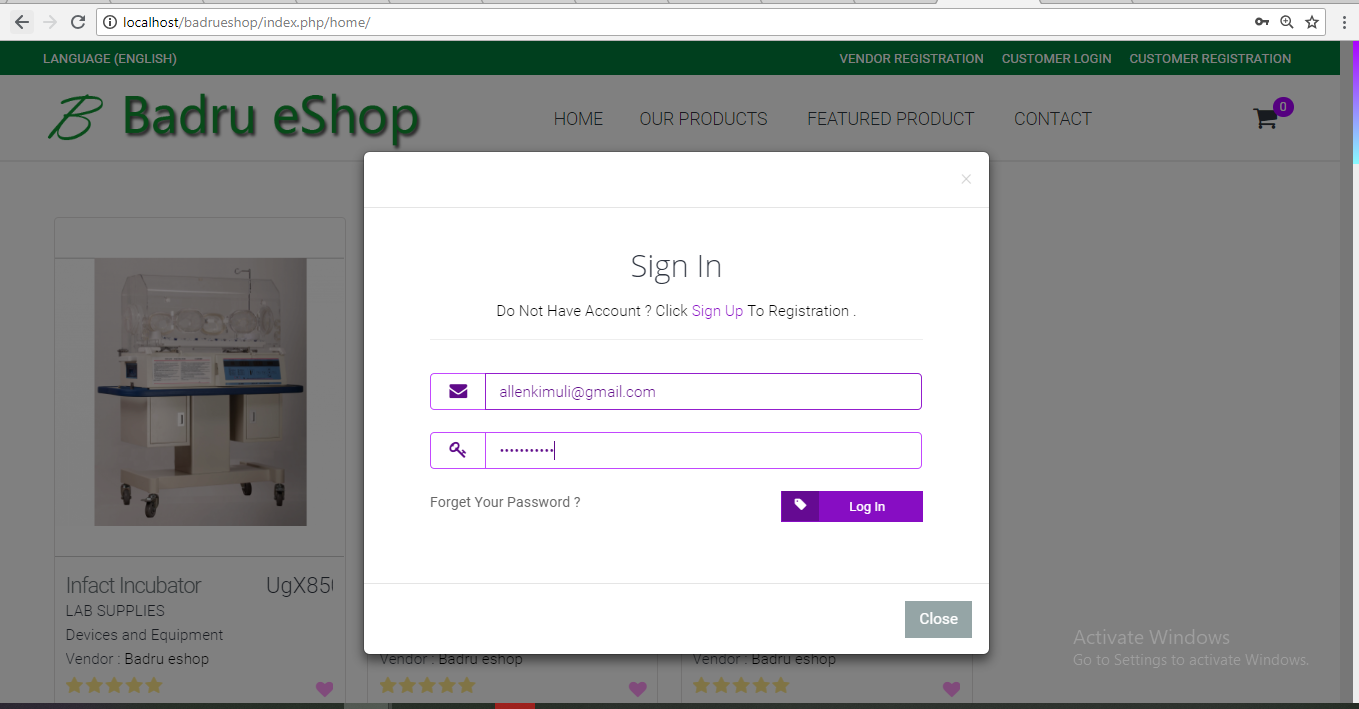 localhost/badrueshop/index.php/home/
LANGUAGE (ENGLISH) VENDOR REGISTRATION CUSTOMER LOGIN CUSTOMER REGISTRATION
B Badru eShop HOME OUR PRODUCTS FEATURED PRODUCT CONTACT 0
×
Sign In
Do Not Have Account ? Click Sign Up To Registration .
allenkimuli@gmail.com
•••••••••••
Forget Your Password ? Log In
Infact Incubator
LAB SUPPLIES
Devices and Equipment
Vendor : Badru eshop Vendor : Badru eshop Vendor : Badru eshop
Close
Activate Windows
Go to Settings to activate Windows.